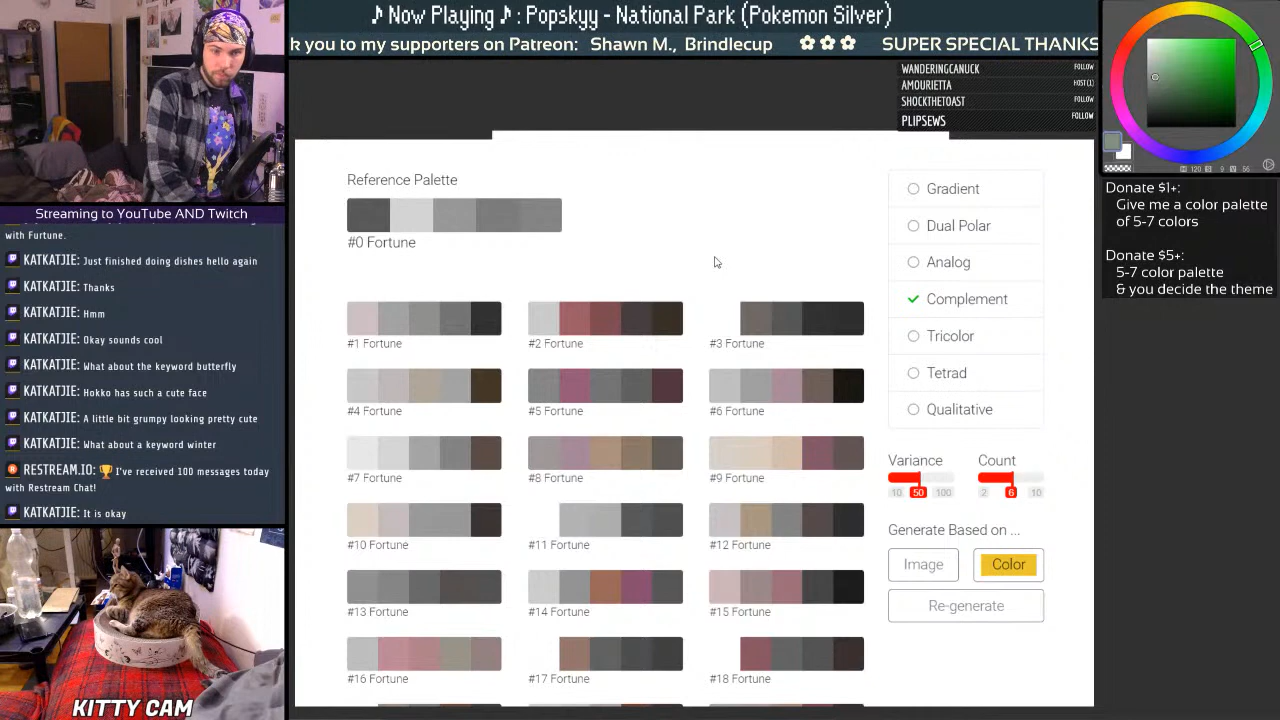 ♪ Now Playing ♪ : Popskyy - National Park (Pokemon Silver)
k you to my supporters on Patreon: Shawn M., Brindlecup ✿ ✿ ✿ SUPER SPECIAL THANKS
WANDERINGCANUCK FOLLOW
AMOURIETTA HOST(1)
SHOCKTHETOAST FOLLOW
PLIPSEWS FOLLOW
Streaming to YouTube AND Twitch
with Furtune.
KATKATJIE: Just finished doing dishes hello again
KATKATJIE: Thanks
KATKATJIE: Hmm
KATKATJIE: Okay sounds cool
KATKATJIE: What about the keyword butterfly
KATKATJIE: Hokko has such a cute face
KATKATJIE: A little bit grumpy looking pretty cute
KATKATJIE: What about a keyword winter
RESTREAM.IO: 🏆 I've received 100 messages today
with Restream Chat!
KATKATJIE: It is okay
KITTY CAM
Reference Palette
#0 Fortune
#1 Fortune
#2 Fortune
#3 Fortune
#4 Fortune
#5 Fortune
#6 Fortune
#7 Fortune
#8 Fortune
#9 Fortune
#10 Fortune
#11 Fortune
#12 Fortune
#13 Fortune
#14 Fortune
#15 Fortune
#16 Fortune
#17 Fortune
#18 Fortune
Gradient
Dual Polar
Analog
Complement
Tricolor
Tetrad
Qualitative
Variance Count
10 50 100 2 6 10
Generate Based on ...
Image Color
Re-generate
120 9 56
Donate $1+:
Give me a color palette
of 5-7 colors
Donate $5+:
5-7 color palette
& you decide the theme